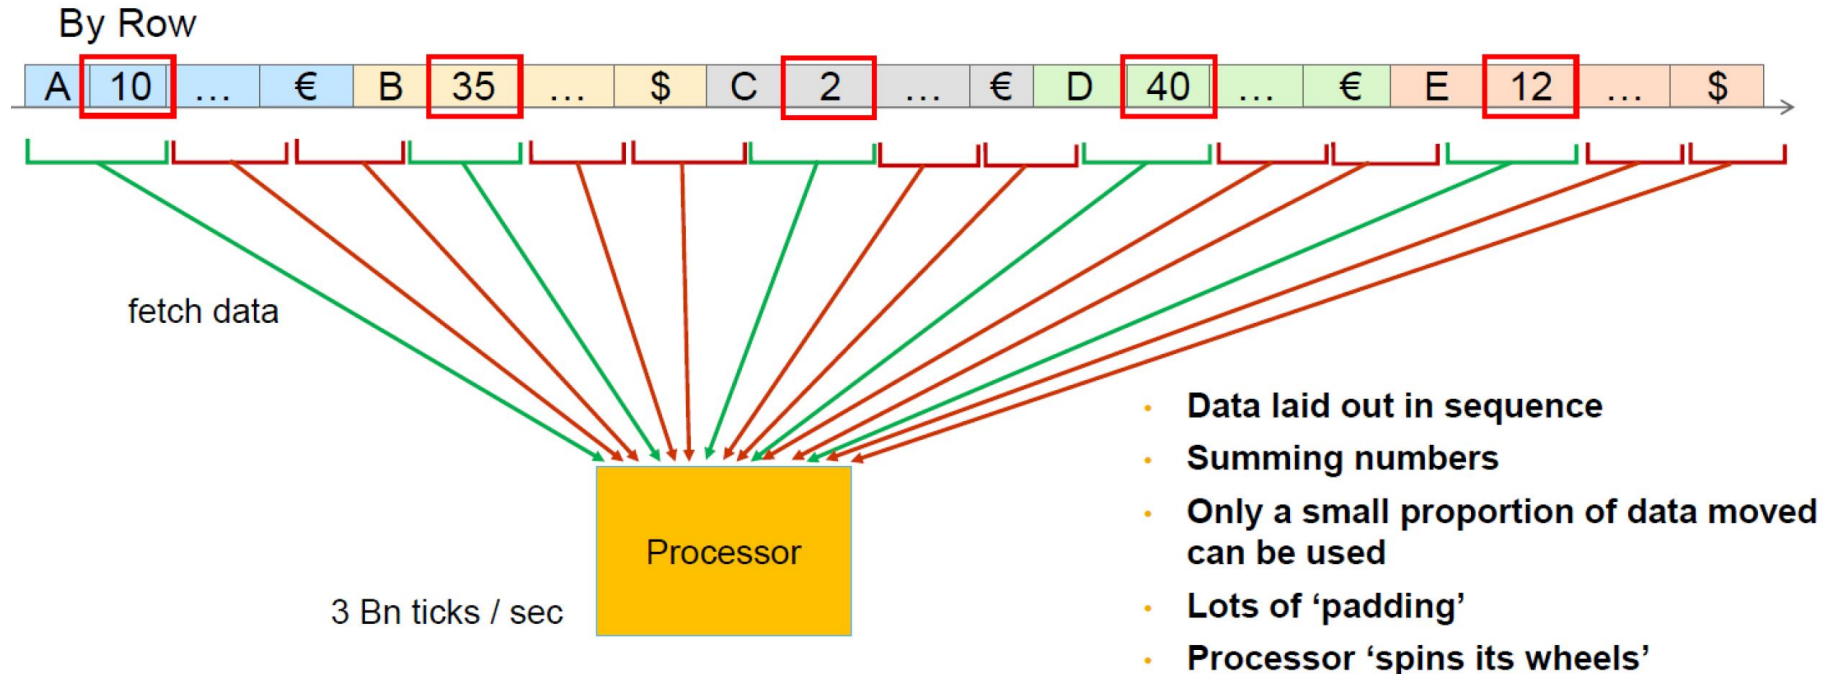 By Row
A 10 ... € B 35 ... $ C 2 ... € D 40 ... € E 12 ... $
fetch data
Processor
3 Bn ticks / sec
• Data laid out in sequence
• Summing numbers
• Only a small proportion of data moved
can be used
• Lots of ‘padding’
• Processor ‘spins its wheels’